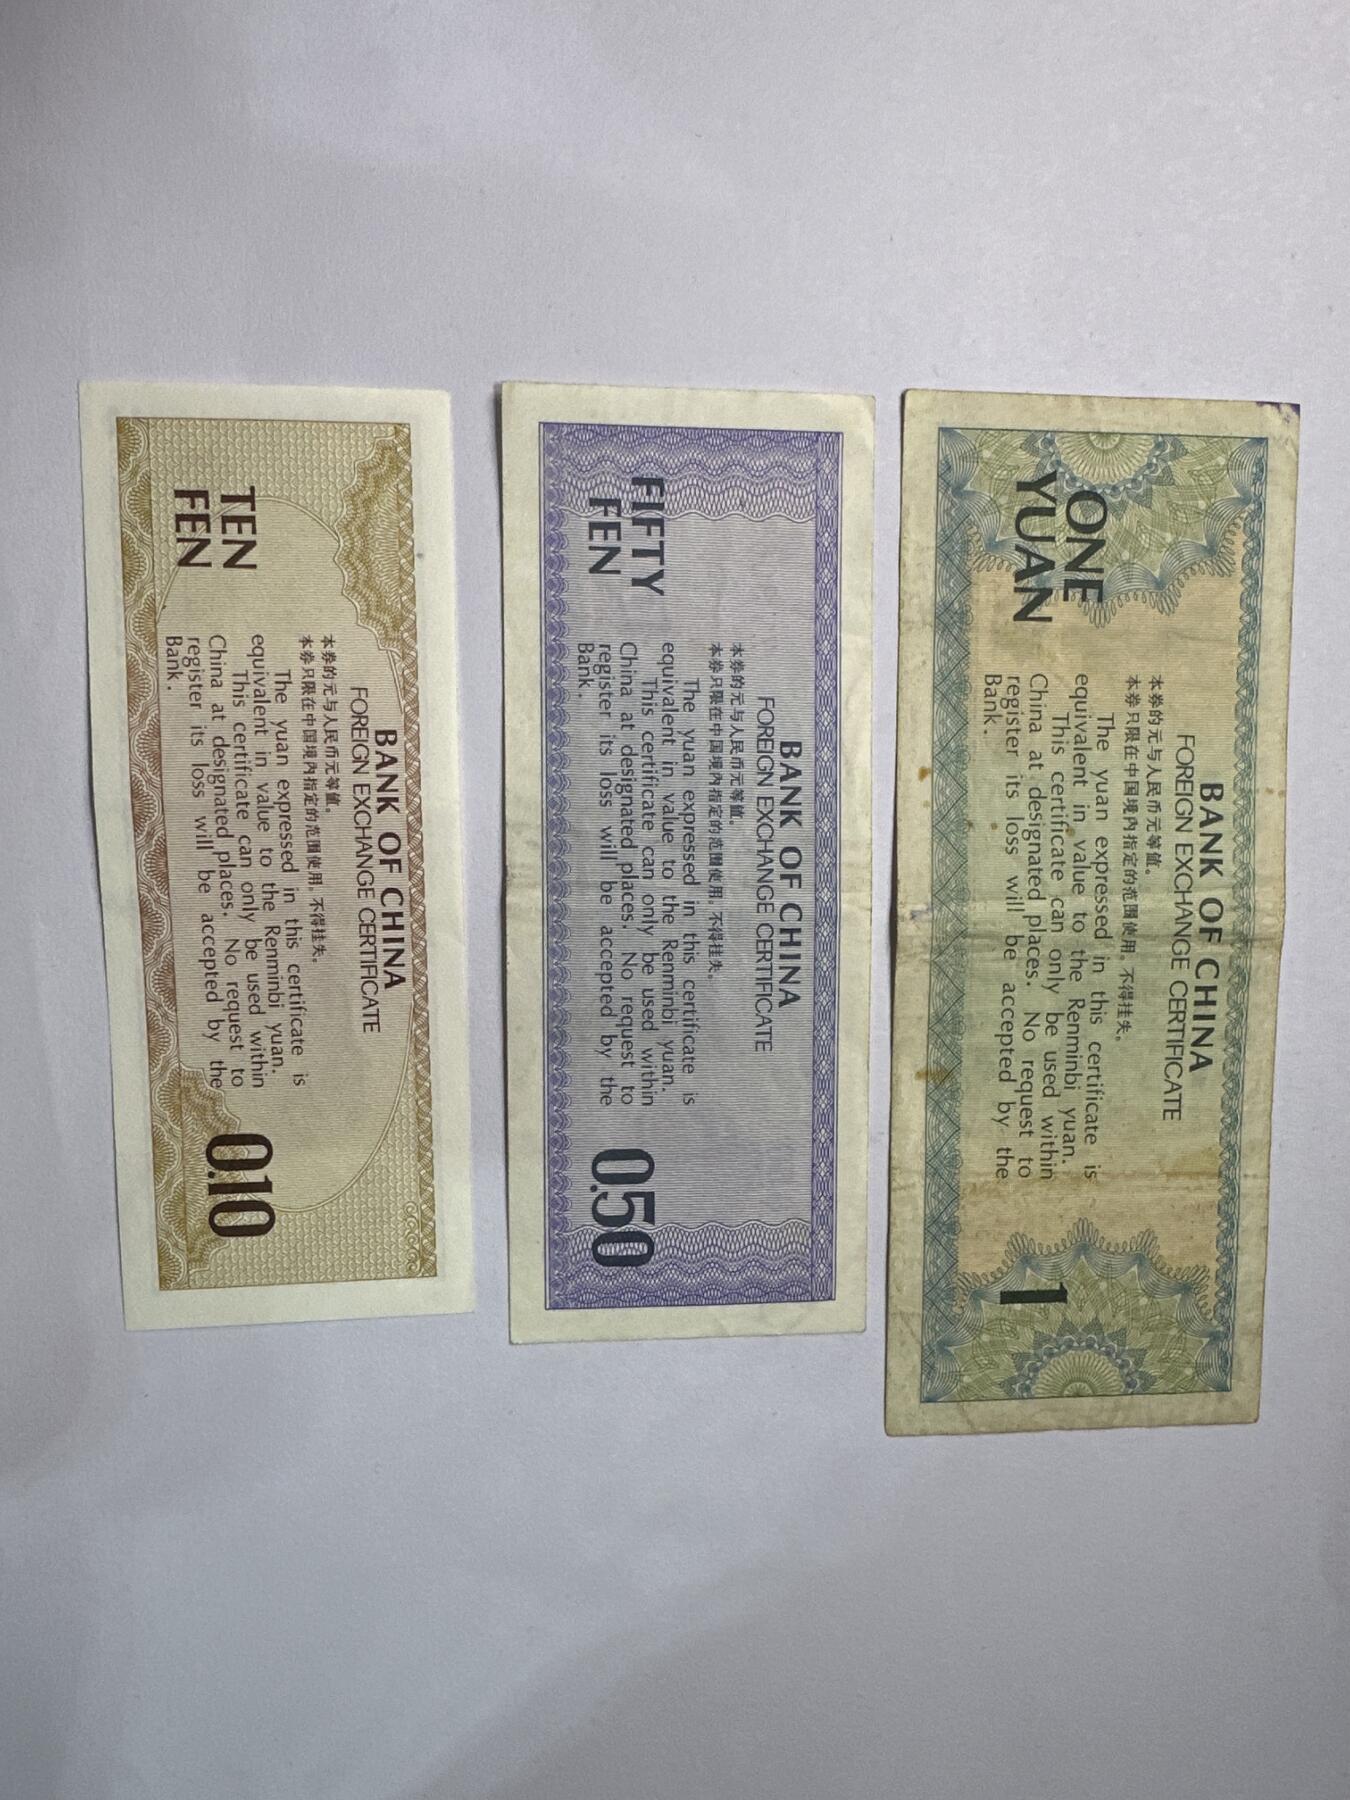 BANK OF CHINA
FOREIGN EXCHANGE CERTIFICATE
本券的元与人民币元等值。
本券只限在中国境内指定的范围使用。不得挂失。
The yuan expressed in this certificate is
equivalent in value to the Renminbi yuan.
This certificate can only be used within
China at designated places. No request to
register its loss will be accepted by the
Bank.
ONE
YUAN
1
BANK OF CHINA
FOREIGN EXCHANGE CERTIFICATE
本券的元与人民币元等值。
本券只限在中国境内指定的范围使用。不得挂失。
The yuan expressed in this certificate is
equivalent in value to the Renminbi yuan.
This certificate can only be used within
China at designated places. No request to
register its loss will be accepted by the
Bank.
FIFTY
FEN
0.50
BANK OF CHINA
FOREIGN EXCHANGE CERTIFICATE
本券的元与人民币元等值。
本券只限在中国境内指定的范围使用。不得挂失。
The yuan expressed in this certificate is
equivalent in value to the Renminbi yuan.
This certificate can only be used within
China at designated places. No request to
register its loss will be accepted by the
Bank.
TEN
FEN
0.10